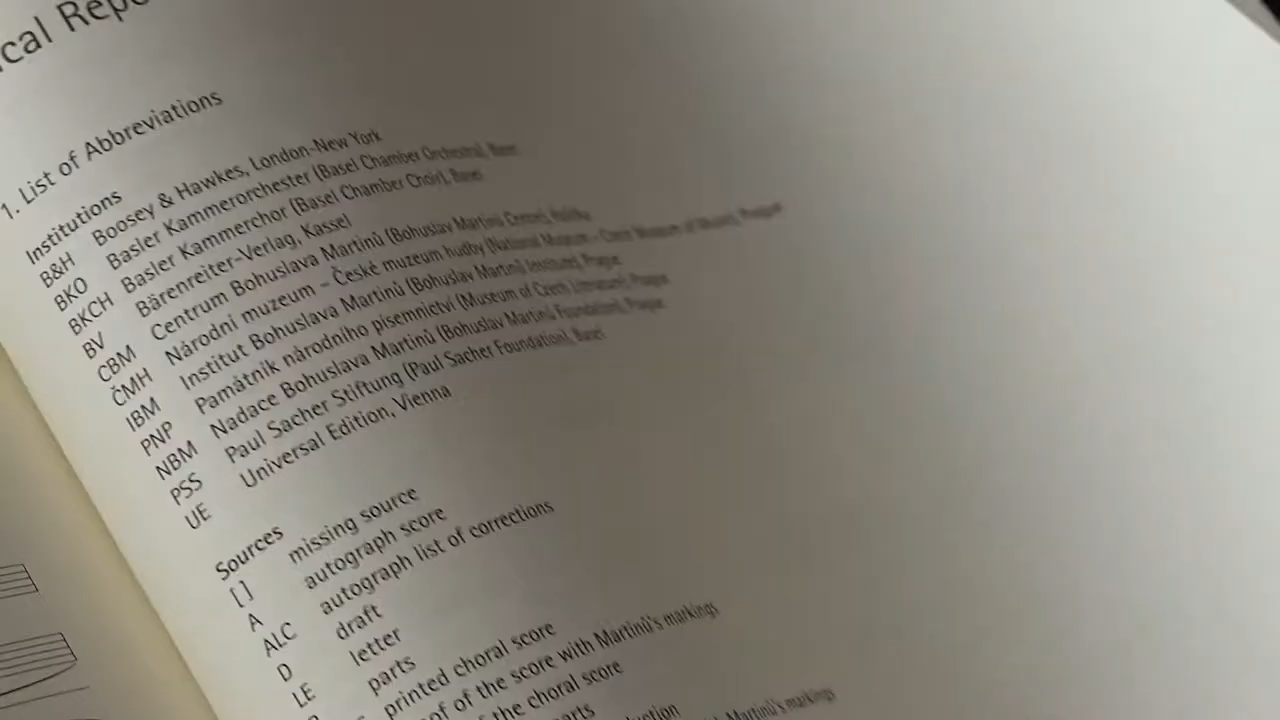 cal Repo
1. List of Abbreviations
Institutions
B&H Boosey & Hawkes, London-New York
BKO Basler Kammerorchester (Basel Chamber Orchestra), Basel
BKCH Basler Kammerchor (Basel Chamber Choir), Basel
BV Bärenreiter-Verlag, Kassel
CBM Centrum Bohuslava Martinů (Bohuslav Martinů Center), Polička
ČMH Národní muzeum – České muzeum hudby (National Museum – Czech Museum of Music), Prague
IBM Institut Bohuslava Martinů (Bohuslav Martinů Institute), Prague
PNP Památník národního písemnictví (Museum of Czech Literature), Prague
NBM Nadace Bohuslava Martinů (Bohuslav Martinů Foundation), Prague
PSS Paul Sacher Stiftung (Paul Sacher Foundation), Basel
UE Universal Edition, Vienna
Sources
[ ] missing source
A autograph score
ALC autograph list of corrections
D draft
LE letter
parts
printed choral score
of of the score with Martinů's markings
the choral score
parts
duction
with Martinů's markings